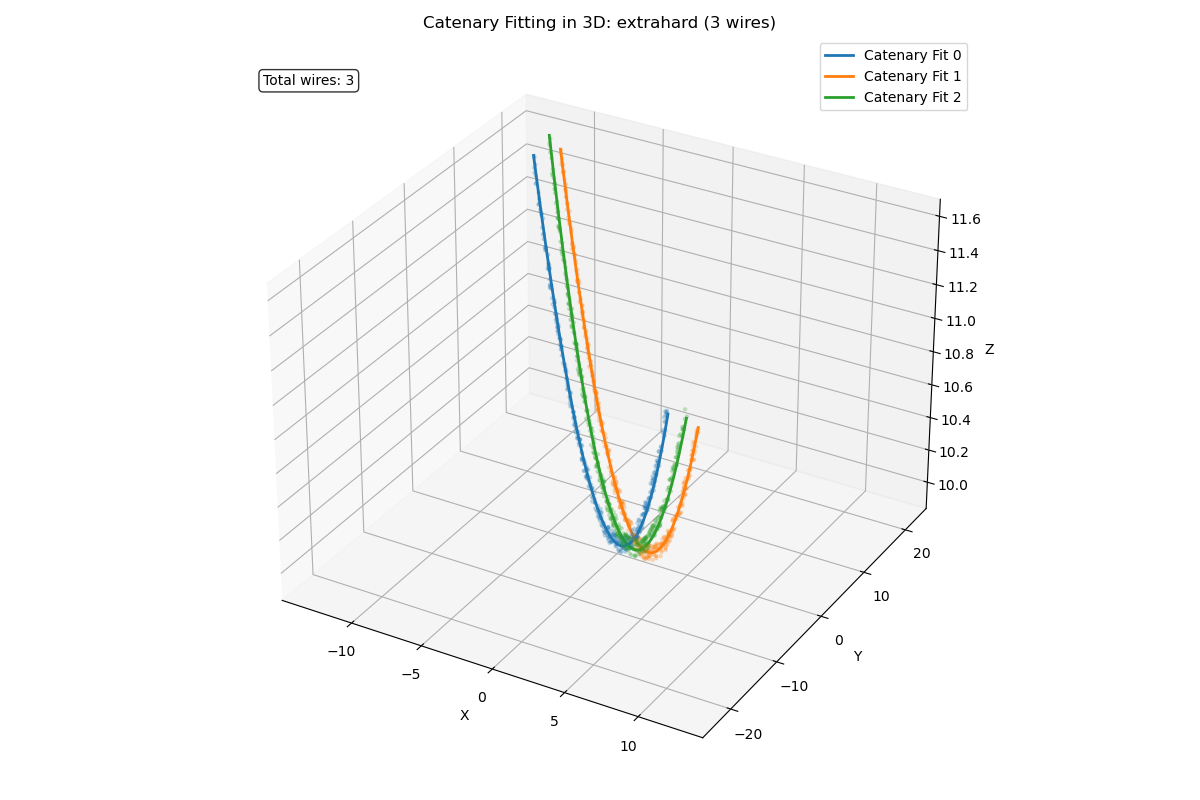 Catenary Fitting in 3D: extrahard (3 wires)
Total wires: 3
Catenary Fit 0
Catenary Fit 1
Catenary Fit 2
11.6
11.4
11.2
11.0
10.8
10.6
10.4
10.2
10.0
Z
20
10
0
−10
−20
Y
−10
−5
0
5
10
X